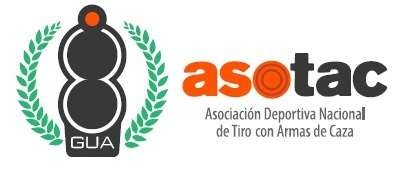 GUA
asotac
Asociación Deportiva Nacional
de Tiro con Armas de Caza